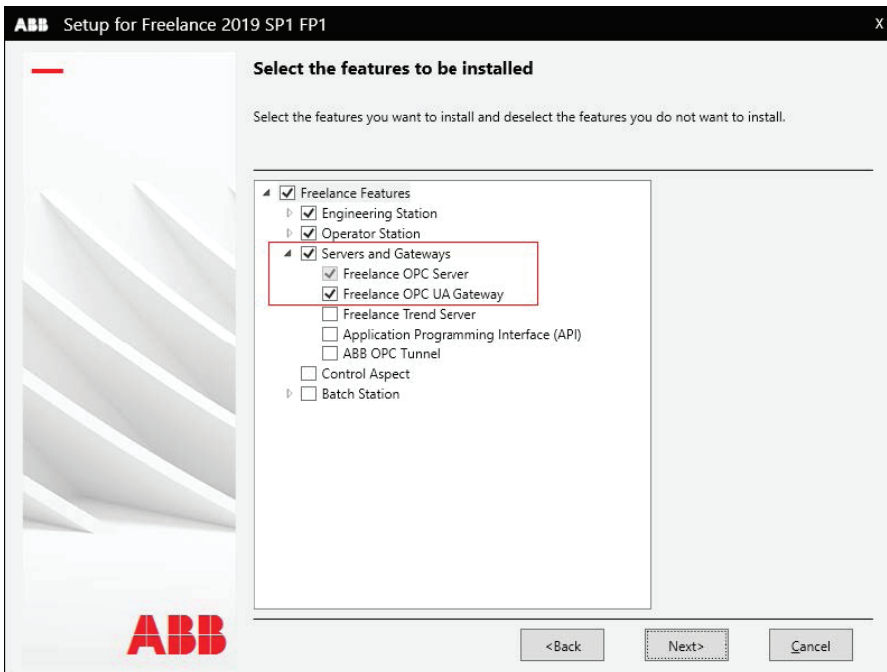 ABB Setup for Freelance 2019 SP1 FP1 X
Select the features to be installed
Select the features you want to install and deselect the features you do not want to install.
Freelance Features
Engineering Station
Operator Station
Servers and Gateways
Freelance OPC Server
Freelance OPC UA Gateway
Freelance Trend Server
Application Programming Interface (API)
ABB OPC Tunnel
Control Aspect
Batch Station
ABB
<Back Next> Cancel